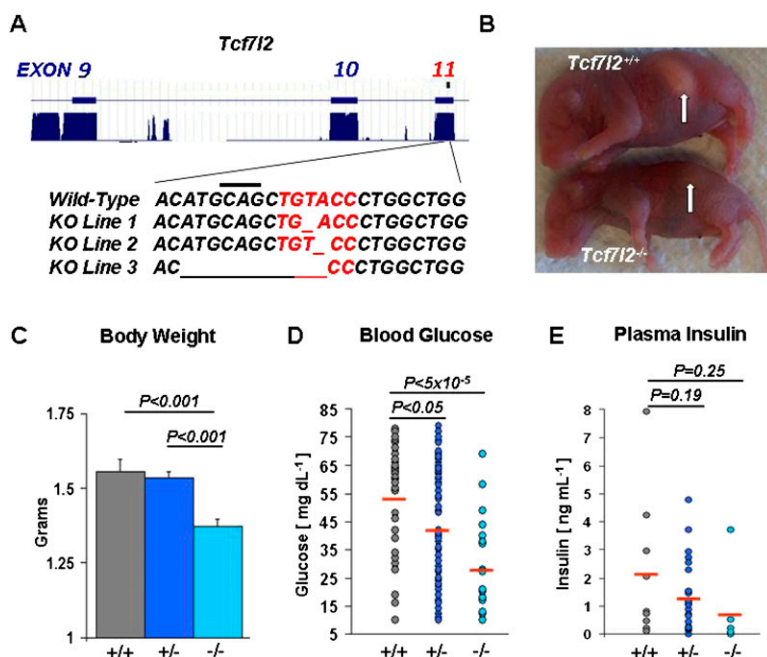 A
Tcf7l2
EXON 9 10 11
Wild-Type ACATGCAGCTGTACCCTGGCTGG
KO Line 1 ACATGCAGCTG_ACCCTGGCTGG
KO Line 2 ACATGCAGCTGT_CCCTGGCTGG
KO Line 3 AC CCCTGGCTGG
B
Tcf7l2+/+
Tcf7l2-/-
C Body Weight
P<0.001
P<0.001
1.75
1.5
1.25
1
Grams
+/+ +/- -/-
D Blood Glucose
P<5x10-5
P<0.05
85
75
65
55
45
35
25
15
5
Glucose [ mg dL-1 ]
+/+ +/- -/-
E Plasma Insulin
P=0.25
P=0.19
8
7
6
5
4
3
2
1
0
Insulin [ ng mL-1 ]
+/+ +/- -/-